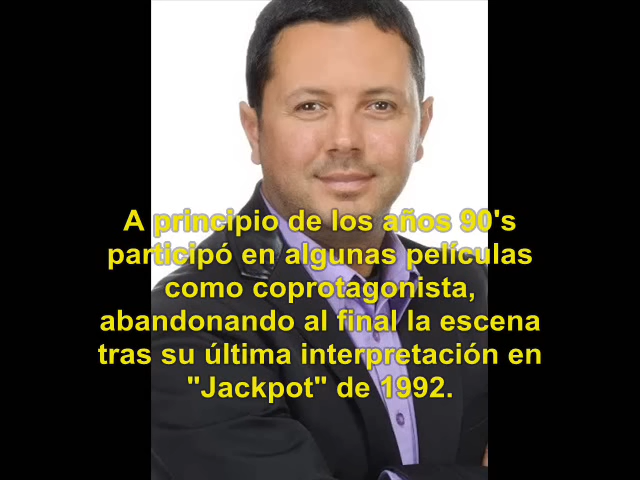 A principio de los años 90's
participó en algunas películas
como coprotagonista,
abandonando al final la escena
tras su última interpretación en
"Jackpot" de 1992.